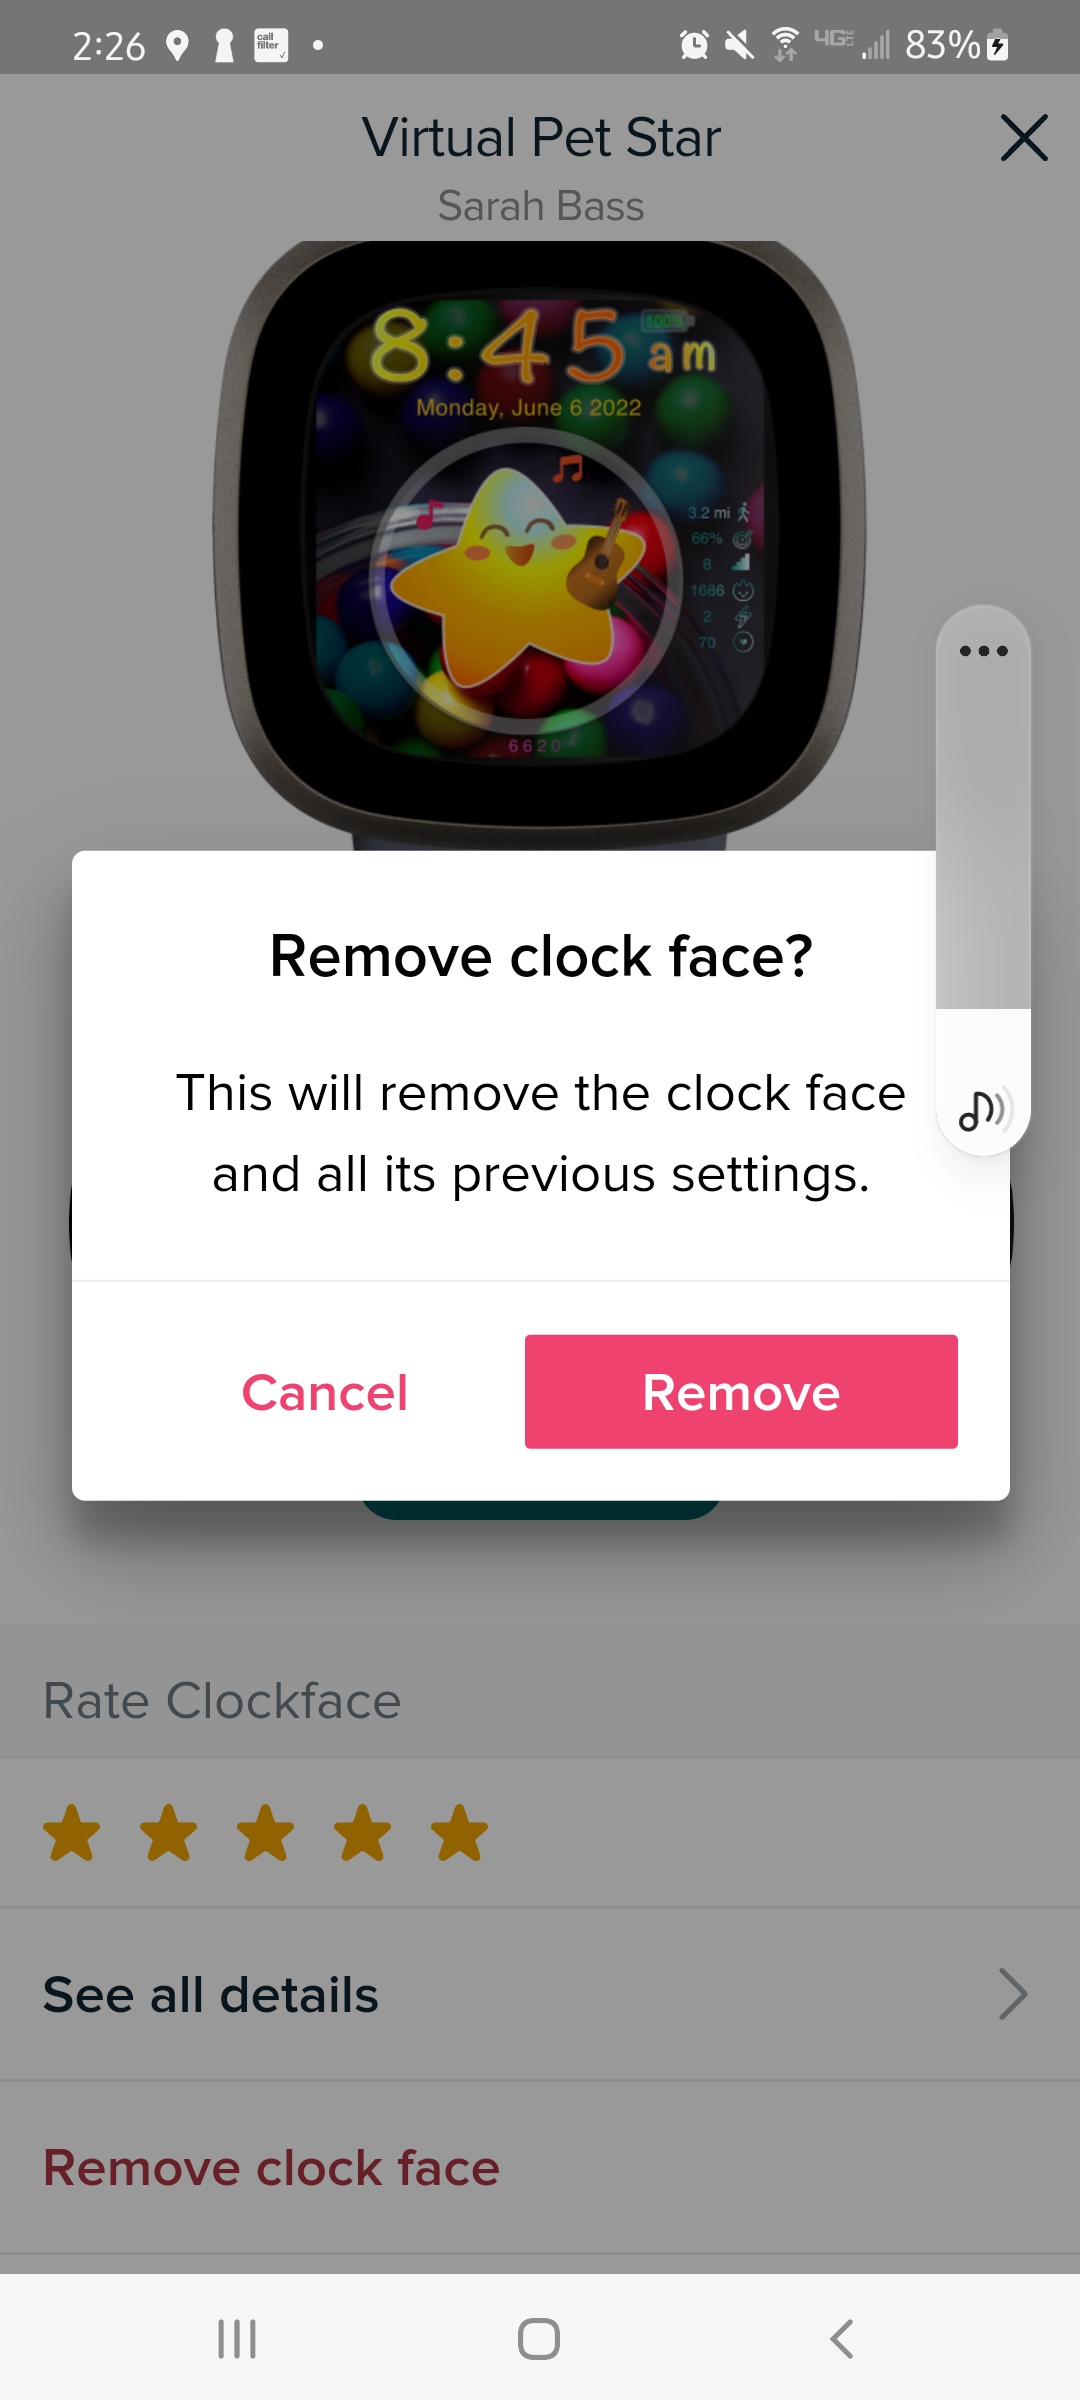 2:26
call
filter
4G LTE
83%
Virtual Pet Star
Sarah Bass
100%
8:45 am
Monday, June 6 2022
3.2 mi
66%
8
1686
2
70
6620
Remove clock face?
This will remove the clock face
and all its previous settings.
Cancel
Remove
Rate Clockface
See all details
Remove clock face